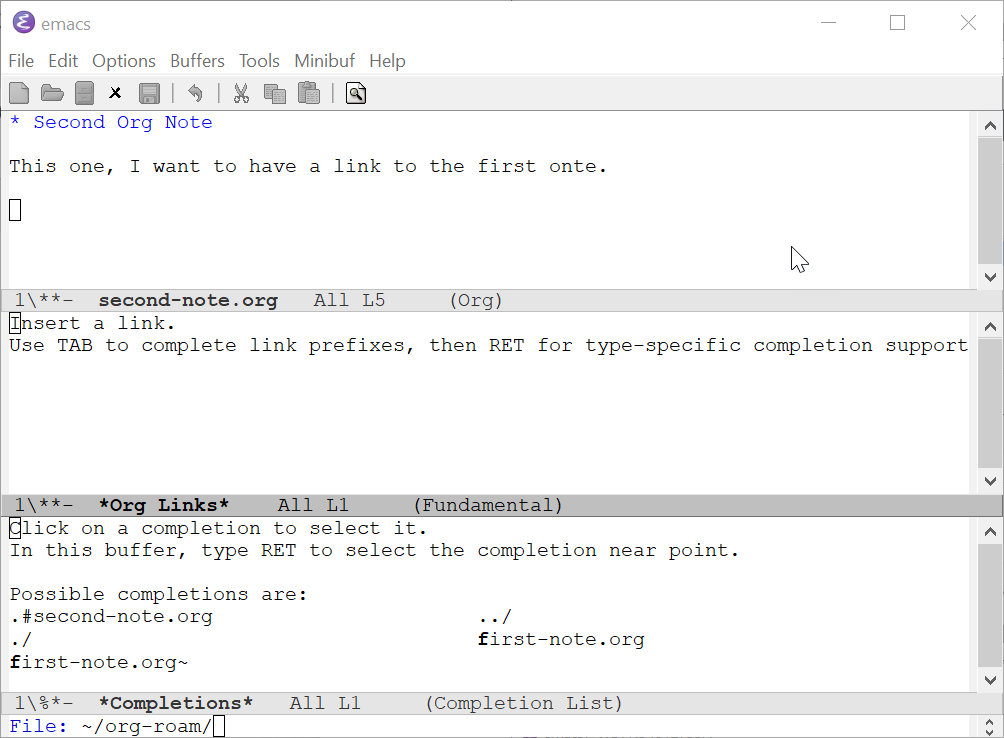 emacs
File Edit Options Buffers Tools Minibuf Help
* Second Org Note
This one, I want to have a link to the first onte.
1\**- second-note.org All L5 (Org)
Insert a link.
Use TAB to complete link prefixes, then RET for type-specific completion support
1\**- *Org Links* All L1 (Fundamental)
Click on a completion to select it.
In this buffer, type RET to select the completion near point.
Possible completions are:
.#second-note.org ../
./ first-note.org
first-note.org~
1\%*- *Completions* All L1 (Completion List)
File: ~/org-roam/